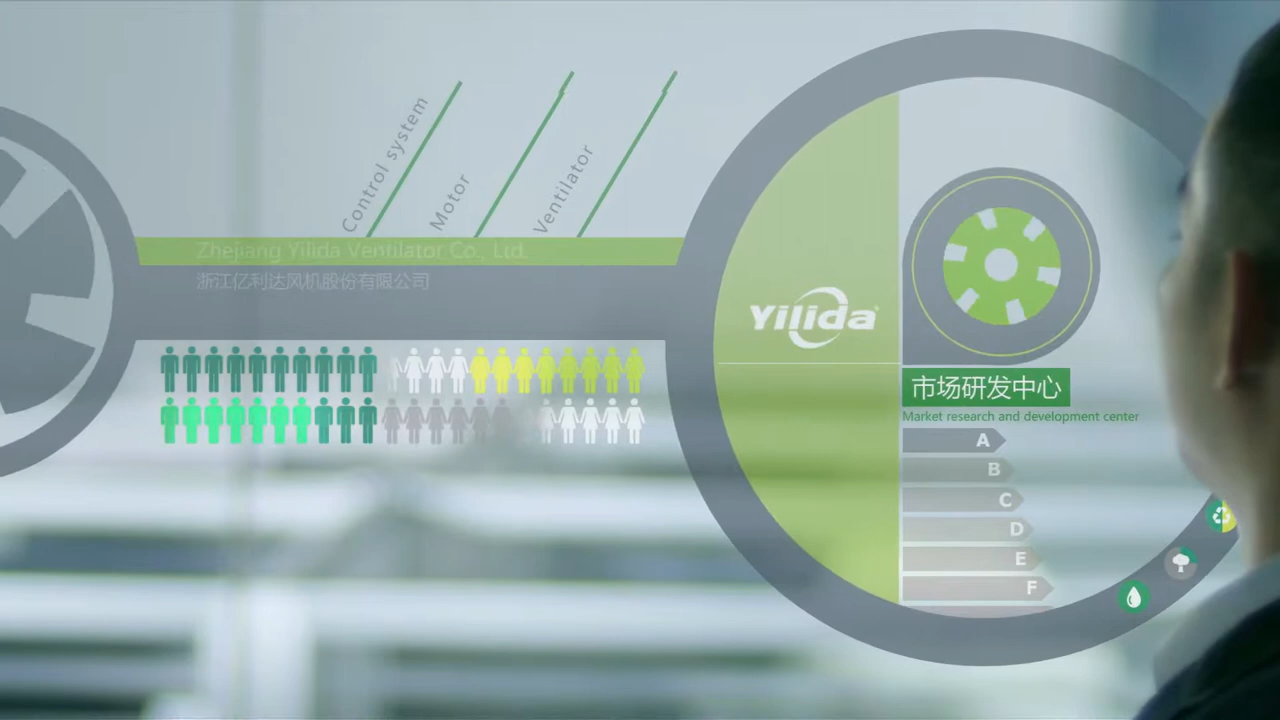 Control system
Motor
Ventilator
Zhejiang Yilida Ventilator Co., Ltd.
浙江亿利达风机股份有限公司
Yilida
市场研发中心
Market research and development center
A
B
C
D
E
F